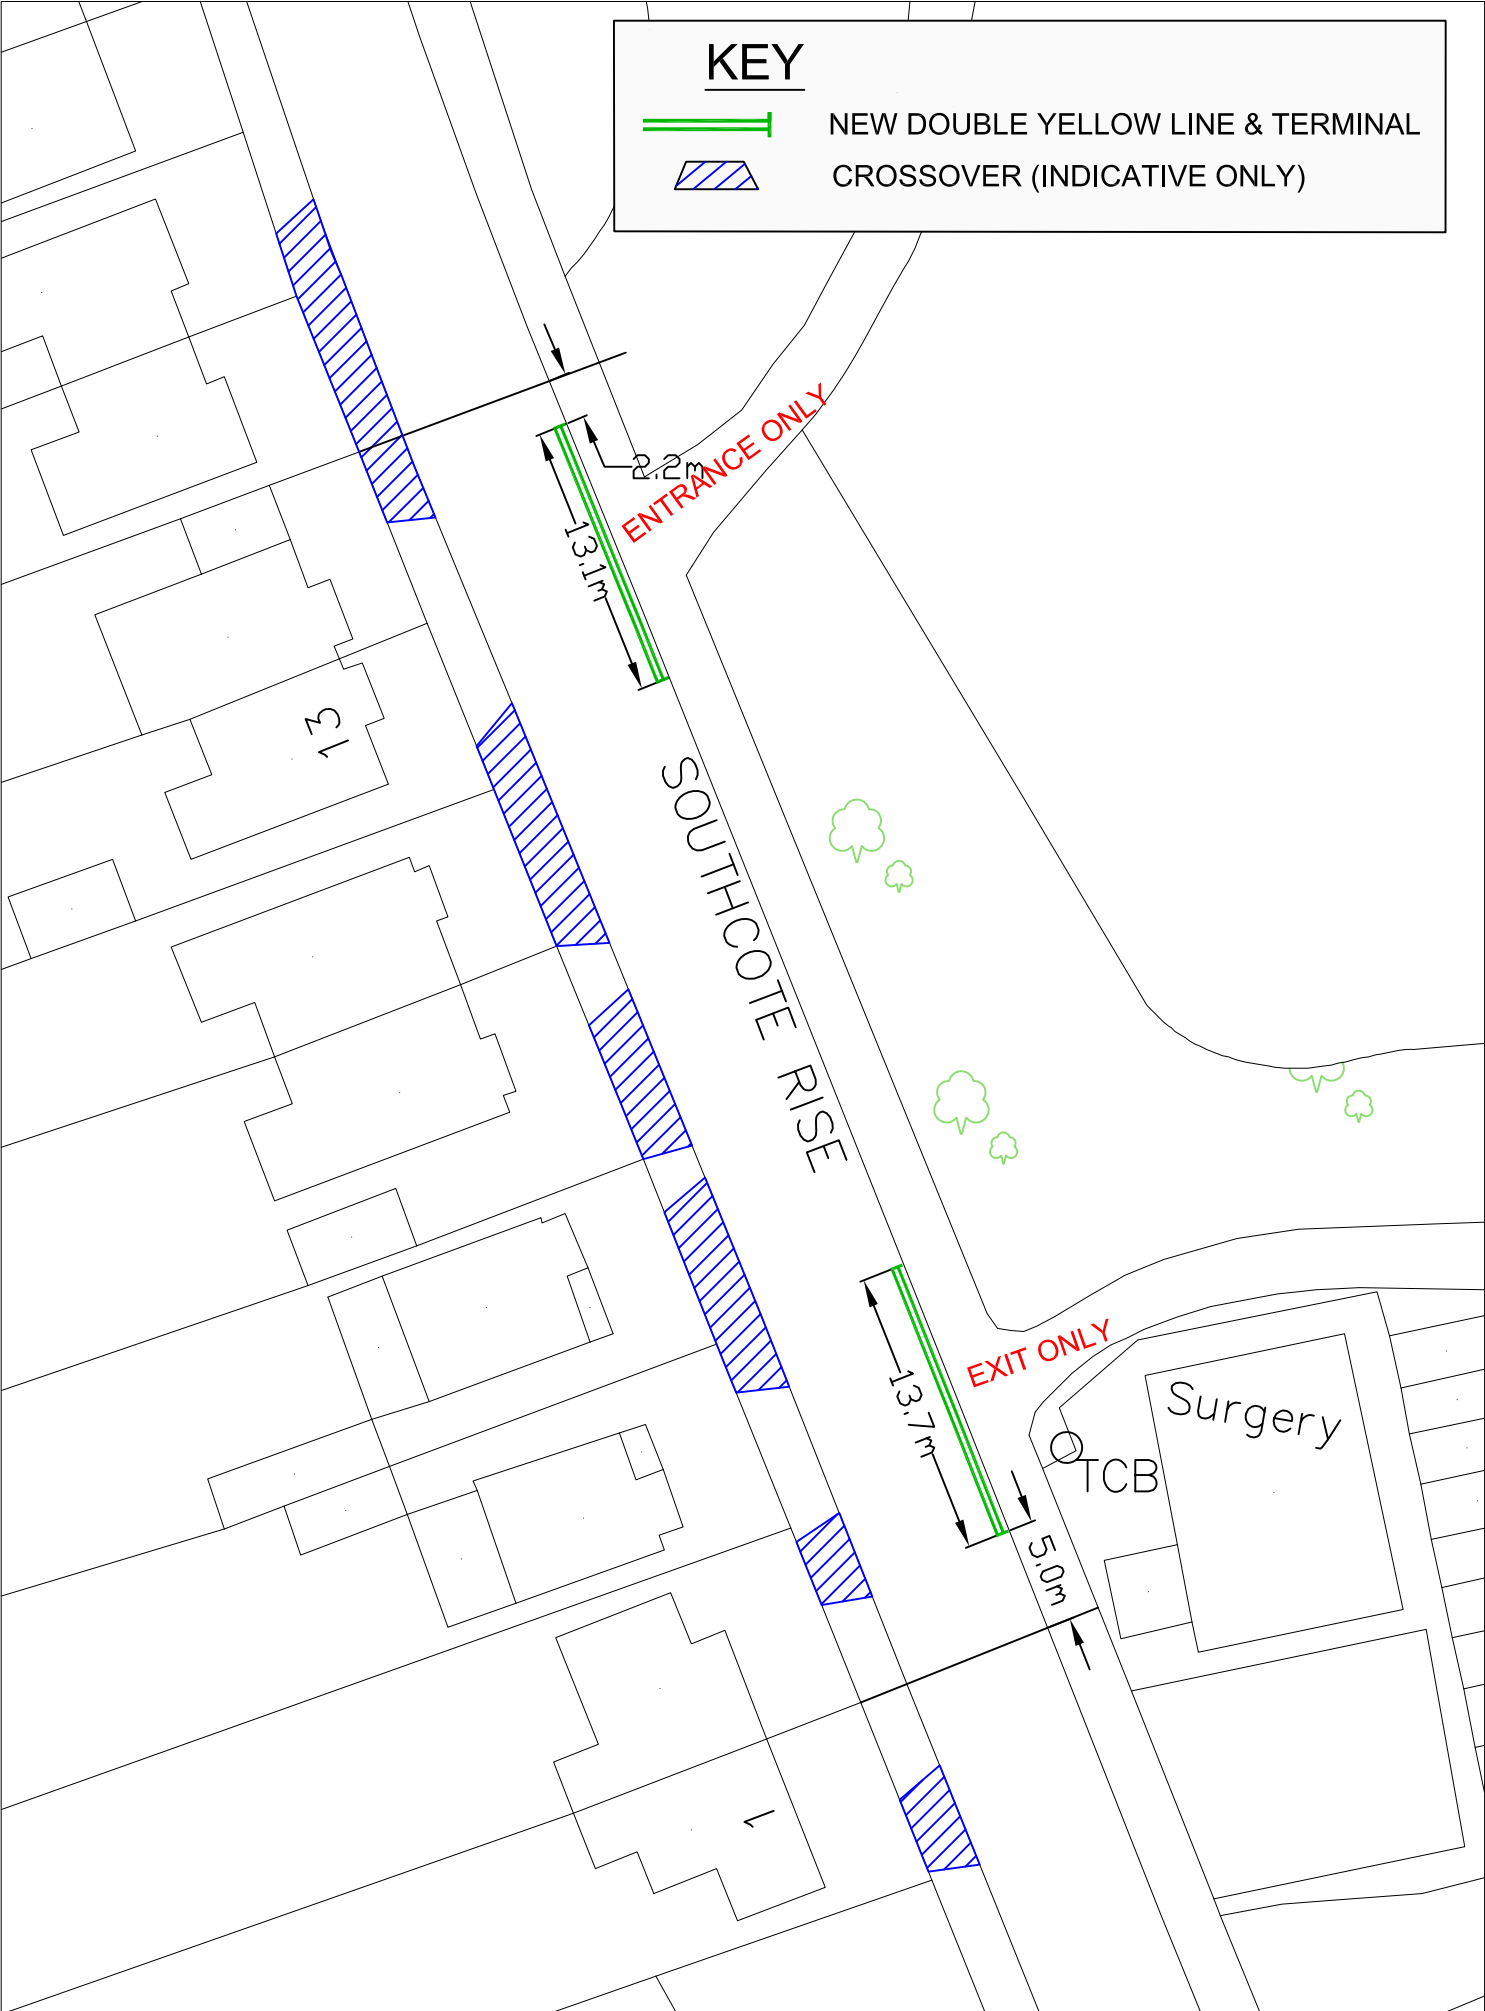 KEY
NEW DOUBLE YELLOW LINE & TERMINAL
CROSSOVER (INDICATIVE ONLY)
2.2m
ENTRANCE ONLY
13.1m
13
SOUTHCOTE RISE
EXIT ONLY
13.7m
Surgery
TCB
5.0m
1